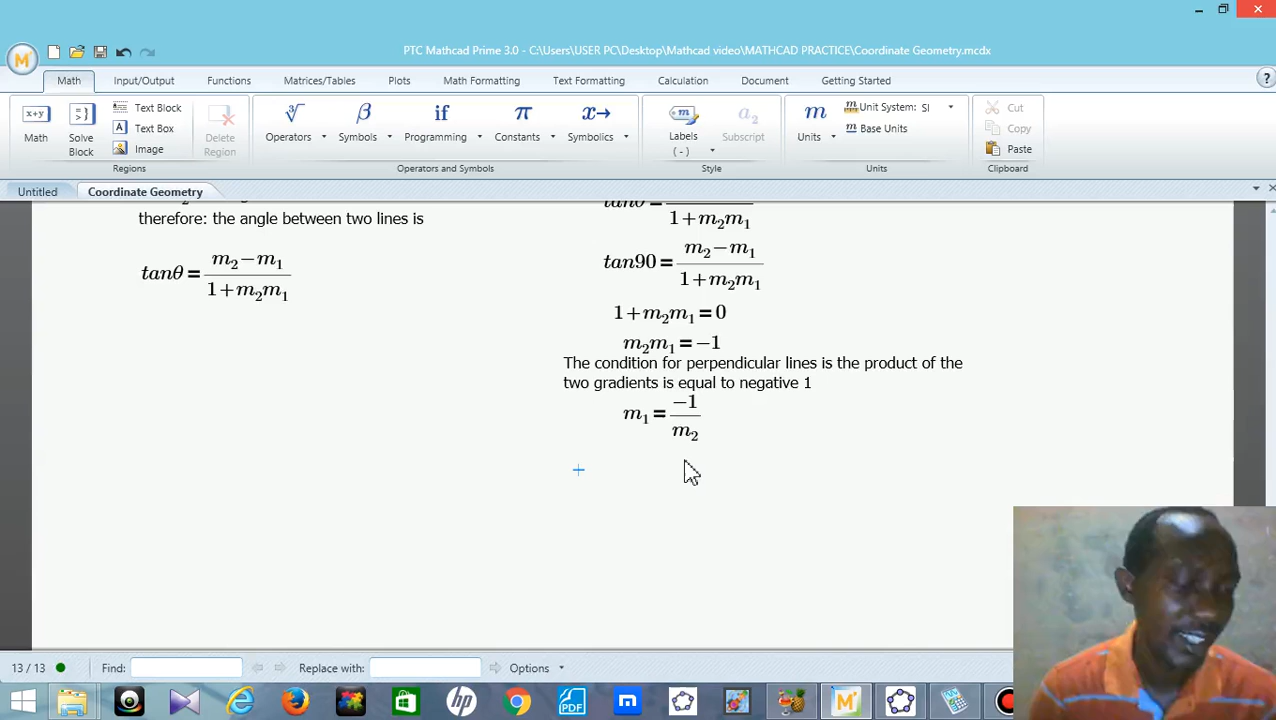 PTC Mathcad Prime 3.0 - C:\Users\USER PC\Desktop\Mathcad video\MATHCAD PRACTICE\Coordinate Geometry.mcdx
Math Input/Output Functions Matrices/Tables Plots Math Formatting Text Formatting Calculation Document Getting Started
Math
Solve Block
Text Block
Text Box
Image
Delete Region
Regions
Operators
Symbols
if
Programming
π
Constants
Symbolics
Operators and Symbols
Labels
( - )
Subscript
Style
Units
Unit System: SI
Base Units
Units
Cut
Copy
Paste
Clipboard
Untitled Coordinate Geometry
therefore: the angle between two lines is
tanθ = (m₂ − m₁) / (1 + m₂m₁)
tanθ = / (1 + m₂m₁)
tan90 = (m₂ − m₁) / (1 + m₂m₁)
1 + m₂m₁ = 0
m₂m₁ = −1
The condition for perpendicular lines is the product of the
two gradients is equal to negative 1
m₁ = −1 / m₂
13 / 13 Find: Replace with: Options